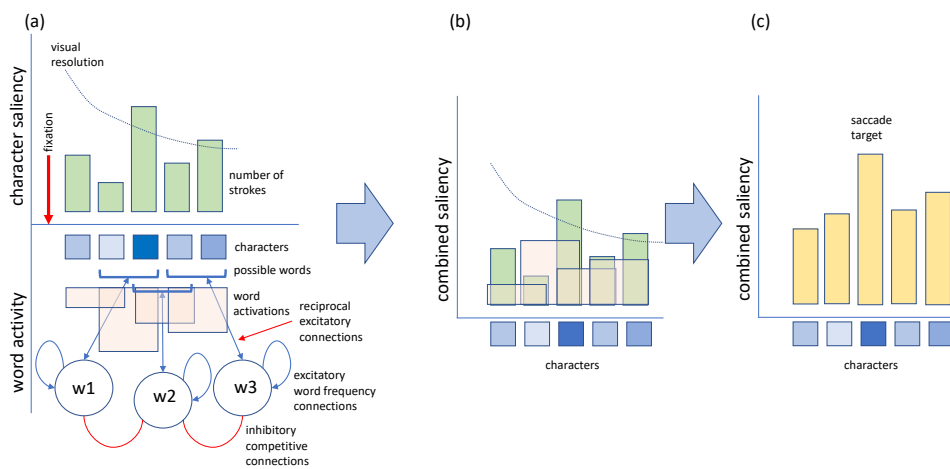 (a)
(b)
(c)
visual
resolution
character saliency
fixation
number of
strokes
characters
possible words
word
activations
reciprocal
excitatory
connections
word activity
w1
w2
w3
excitatory
word frequency
connections
inhibitory
competitive
connections
combined saliency
characters
combined saliency
saccade
target
characters